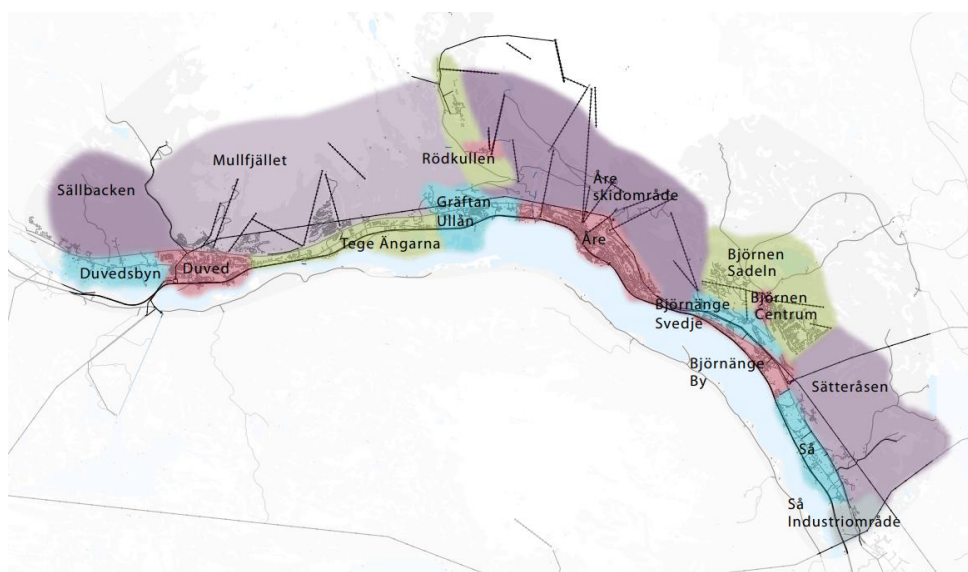 Mullfjället
Rödkullen
Sällbacken
Åre
skidområde
Gräftan
Ullån
Tege Ängarna
Åre
Duvedsbyn
Duved
Björnen
Sadeln
Björnen
Centrum
Björnänge
Svedje
Björnänge
By
Sätteråsen
Så
Så
Industriområde